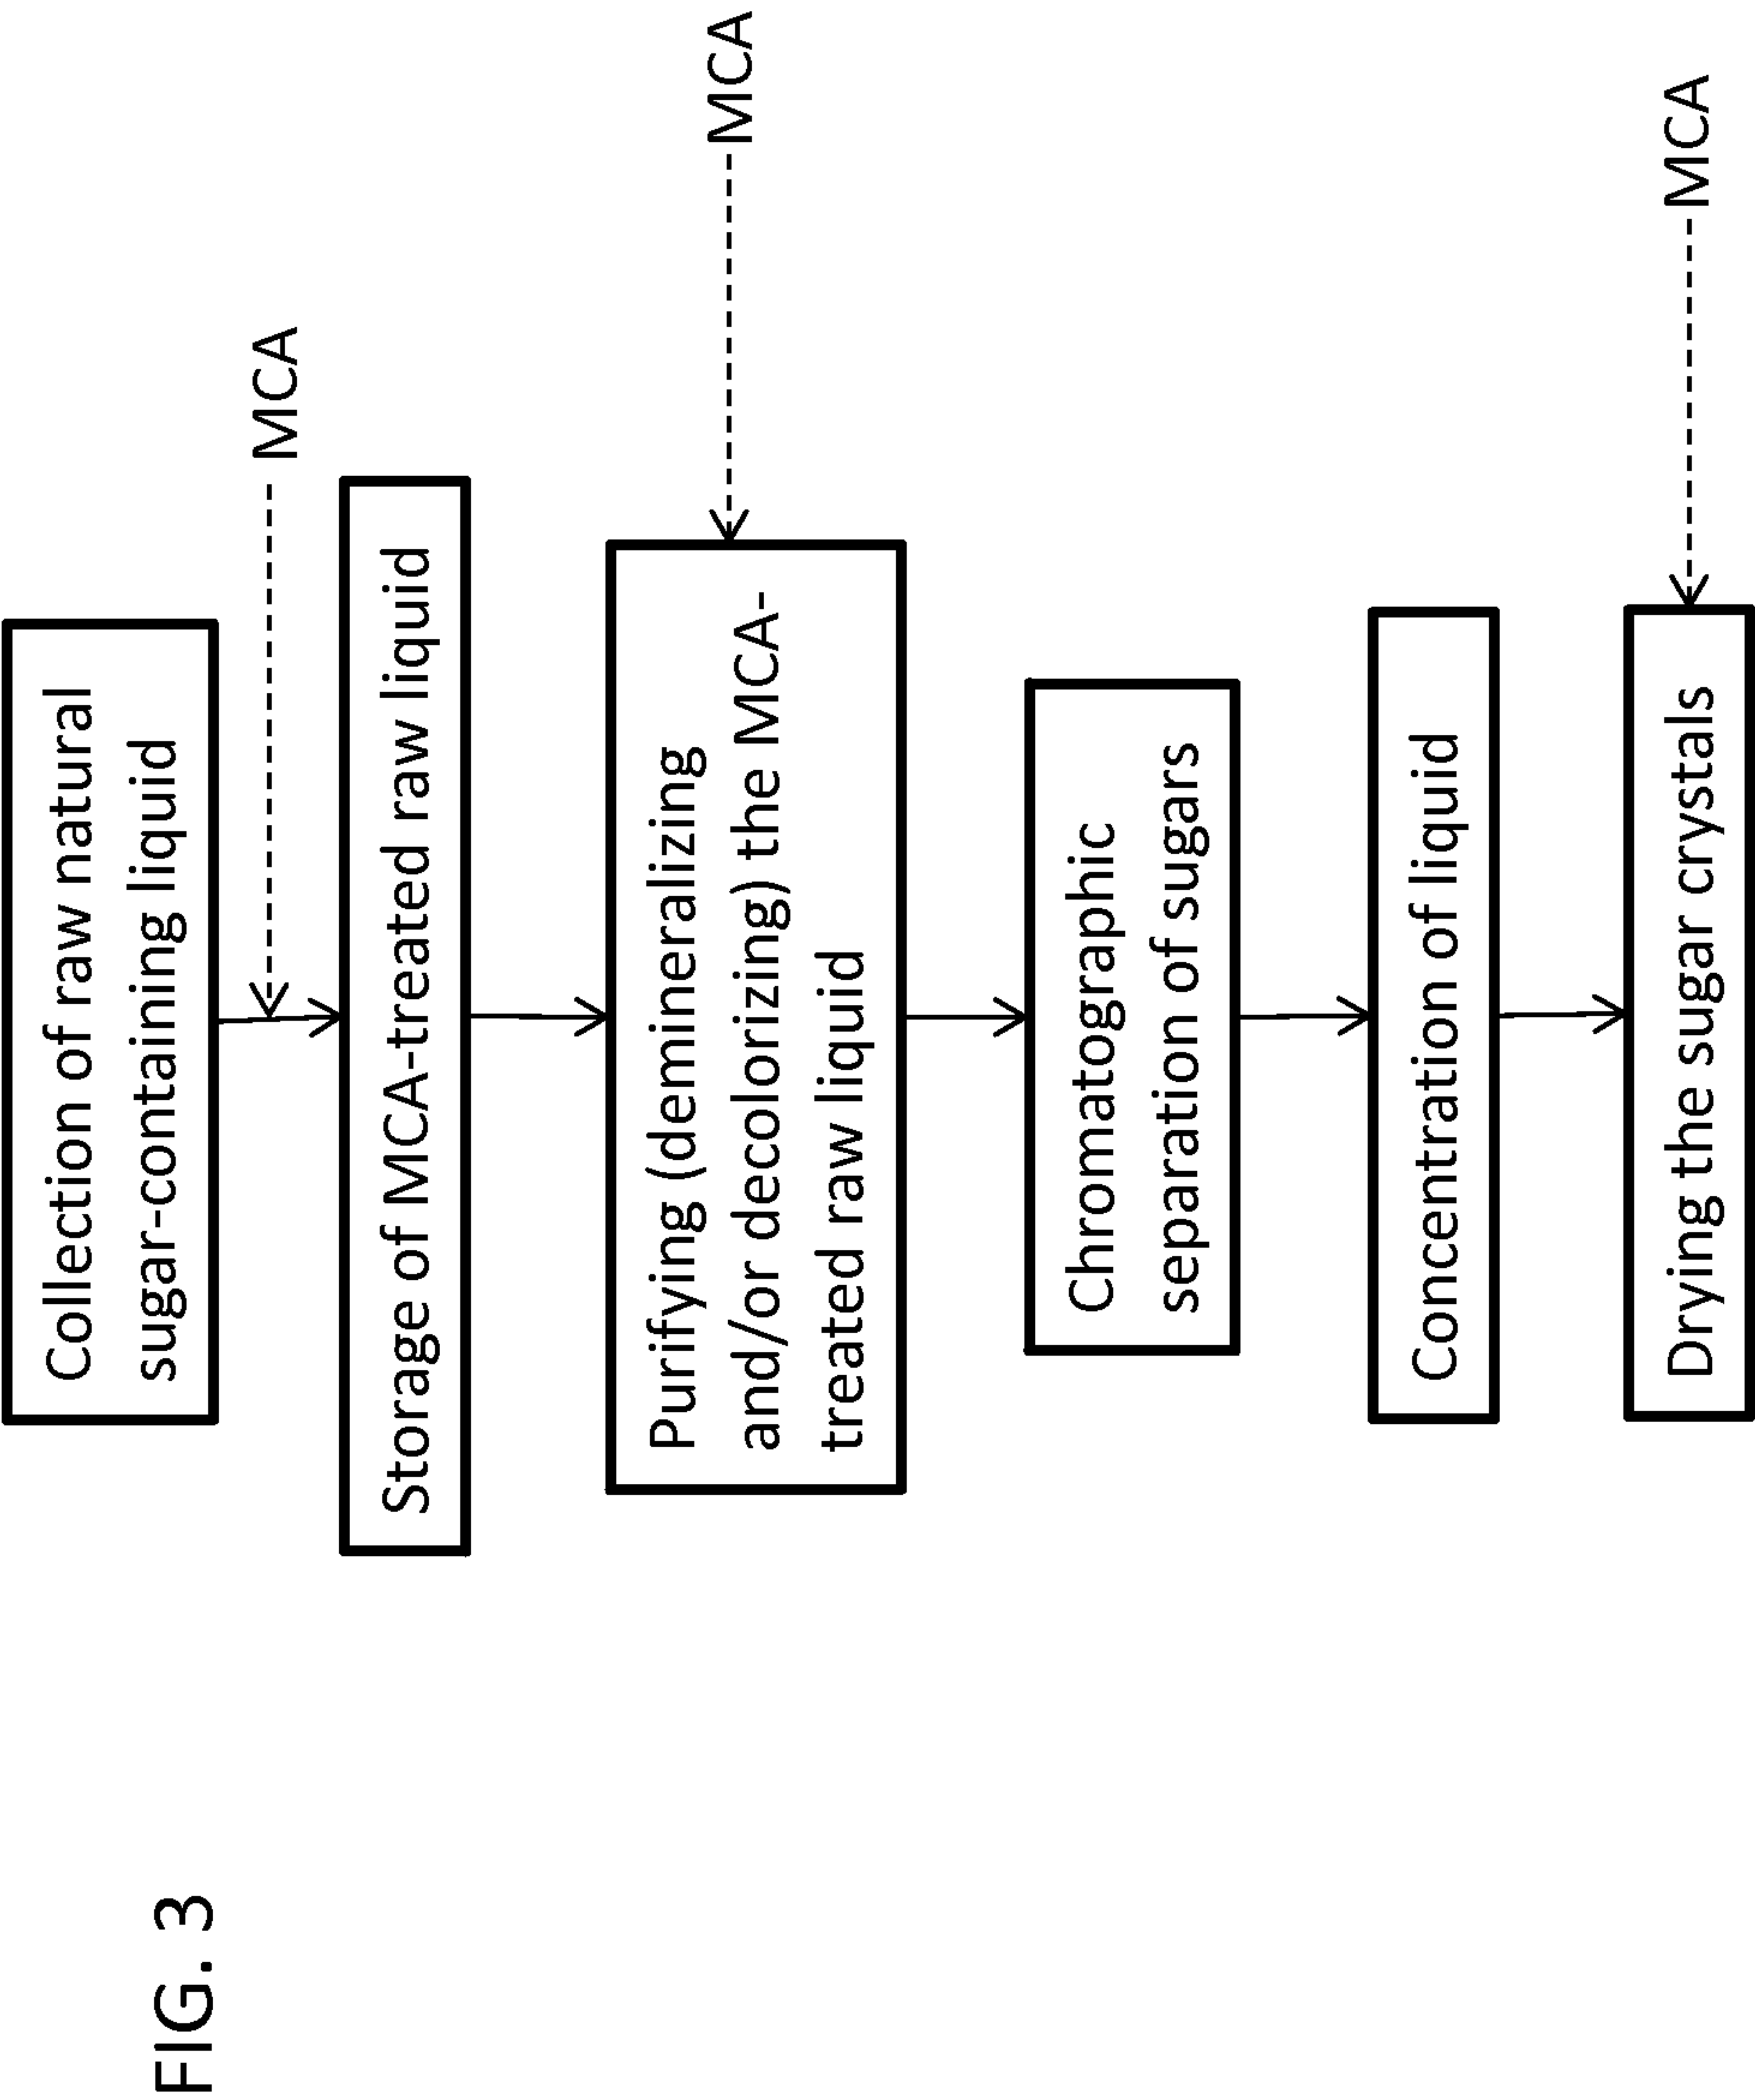 FIG. 3
Collection of raw natural
sugar-containing liquid
MCA
Storage of MCA-treated raw liquid
Purifying (demineralizing
and/or decolorizing) the MCA-
treated raw liquid
MCA
Chromatographic
separation of sugars
Concentration of liquid
Drying the sugar crystals
MCA